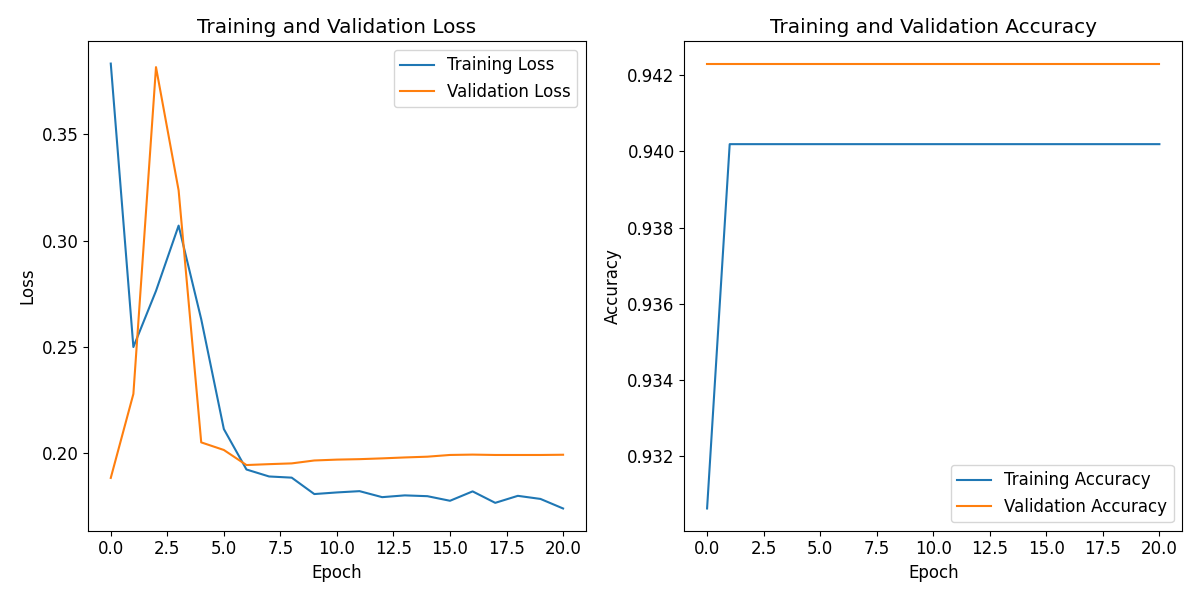 Training and Validation Loss
Training Loss
Validation Loss
0.35
0.30
0.25
0.20
Loss
0.0 2.5 5.0 7.5 10.0 12.5 15.0 17.5 20.0
Epoch
Training and Validation Accuracy
0.942
0.940
0.938
0.936
0.934
0.932
Accuracy
Training Accuracy
Validation Accuracy
0.0 2.5 5.0 7.5 10.0 12.5 15.0 17.5 20.0
Epoch